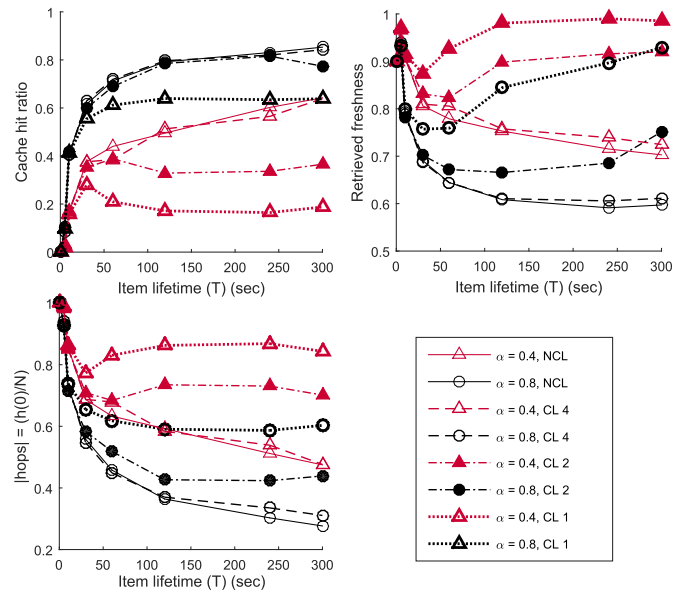 1
0.8
0.6
0.4
0.2
0
0 50 100 150 200 250 300
Item lifetime (T) (sec)
Cache hit ratio
1
0.9
0.8
0.7
0.6
0.5
0 50 100 150 200 250 300
Item lifetime (T) (sec)
Retrieved freshness
1
0.8
0.6
0.4
0.2
0 50 100 150 200 250 300
Item lifetime (T) (sec)
|hops| = (h(0)/N)
α = 0.4, NCL
α = 0.8, NCL
α = 0.4, CL 4
α = 0.8, CL 4
α = 0.4, CL 2
α = 0.8, CL 2
α = 0.4, CL 1
α = 0.8, CL 1